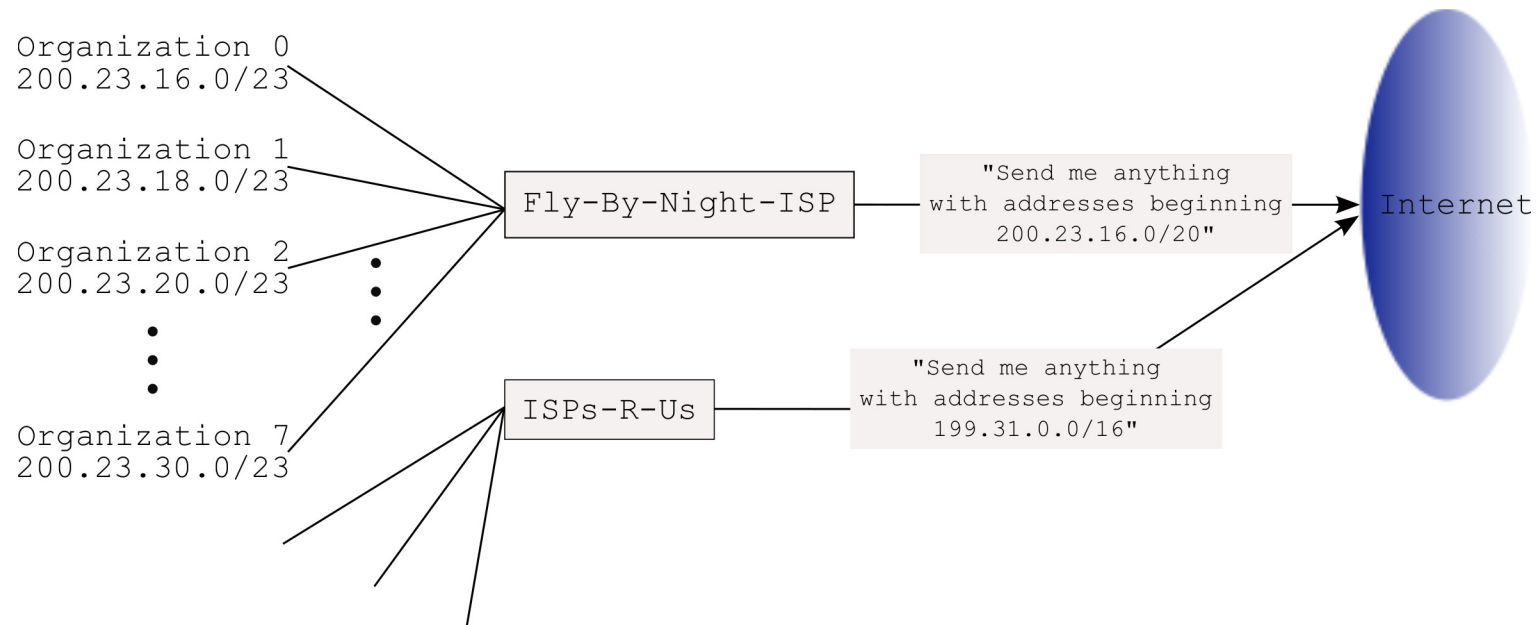 Organization 0
200.23.16.0/23
Organization 1
200.23.18.0/23
Organization 2
200.23.20.0/23
Organization 7
200.23.30.0/23
Fly-By-Night-ISP
"Send me anything
with addresses beginning
200.23.16.0/20"
Internet
ISPs-R-Us
"Send me anything
with addresses beginning
199.31.0.0/16"